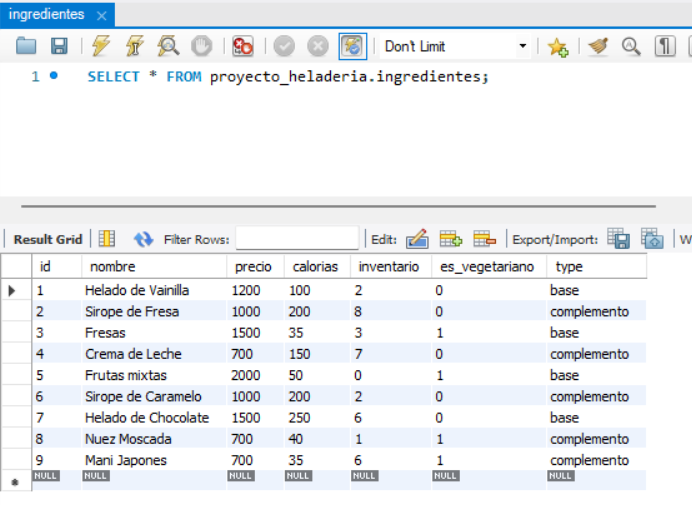 ingredientes
Don't Limit
1 SELECT * FROM proyecto_heladeria.ingredientes;
Result Grid Filter Rows: Edit: Export/Import: W
id nombre precio calorias inventario es_vegetariano type
1 Helado de Vainilla 1200 100 2 0 base
2 Sirope de Fresa 1000 200 8 0 complemento
3 Fresas 1500 35 3 1 base
4 Crema de Leche 700 150 7 0 complemento
5 Frutas mixtas 2000 50 0 1 base
6 Sirope de Caramelo 1000 200 2 0 complemento
7 Helado de Chocolate 1500 250 6 0 base
8 Nuez Moscada 700 40 1 1 complemento
9 Mani Japones 700 35 6 1 complemento
NULL NULL NULL NULL NULL NULL NULL